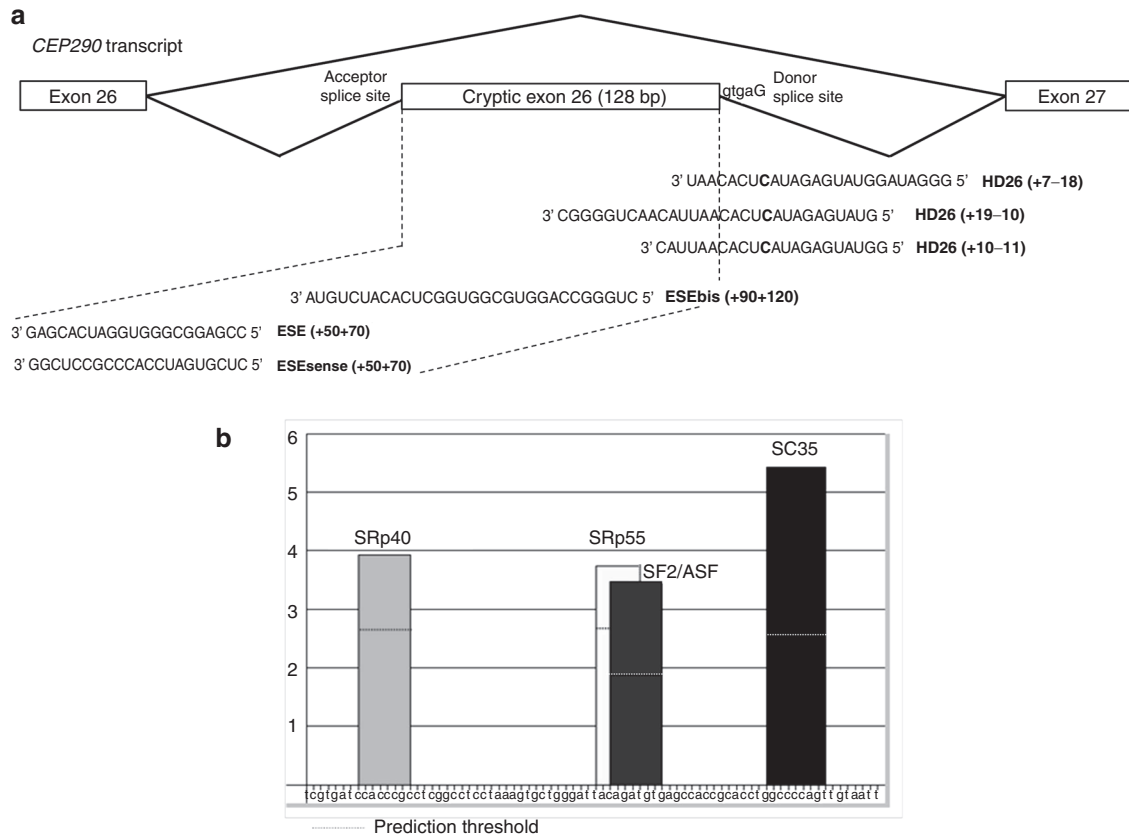 a
CEP290 transcript
Exon 26
Acceptor
splice site
Cryptic exon 26 (128 bp)
gtgaG
Donor
splice site
Exon 27
3' UAACACUCAUAGAGUAUGGAUAGGG 5' HD26 (+7–18)
3' CGGGGUCAACAUUAACACUCAUAGAGUAUG 5' HD26 (+19–10)
3' CAUUAACACUCAUAGAGUAUGG 5' HD26 (+10–11)
3' AUGUCUACACUCGGUGGCGUGGACCGGGUC 5' ESEbis (+90+120)
3' GAGCACUAGGUGGGCGGAGCC 5' ESE (+50+70)
3' GGCUCCGCCCACCUAGUGCUC 5' ESEsense (+50+70)
b
6
5
4
3
2
1
SRp40
SRp55
SF2/ASF
SC35
tcgtgatccacccgcctcggcctcctaaagtgctgggattacagatgtgagccaccgcacctggccccagttgtaatt
Prediction threshold